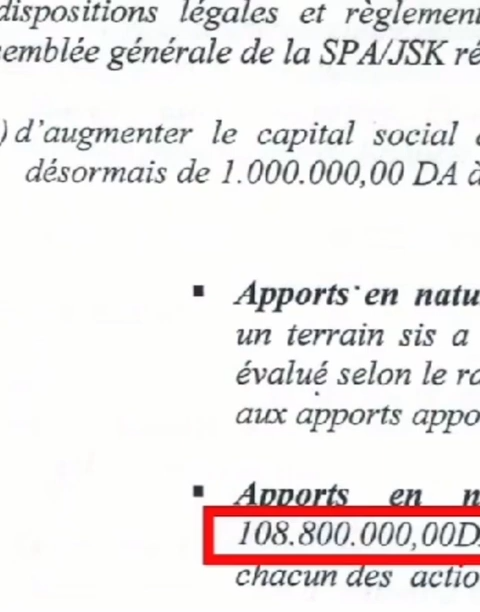 dispositions légales et règlement
semblée générale de la SPA/JSK ré
) d'augmenter le capital social
désormais de 1.000.000,00 DA à
▪ Apports en natu
un terrain sis a
évalué selon le ra
aux apports appo
▪ Apports en n
108.800.000,00D
chacun des actio